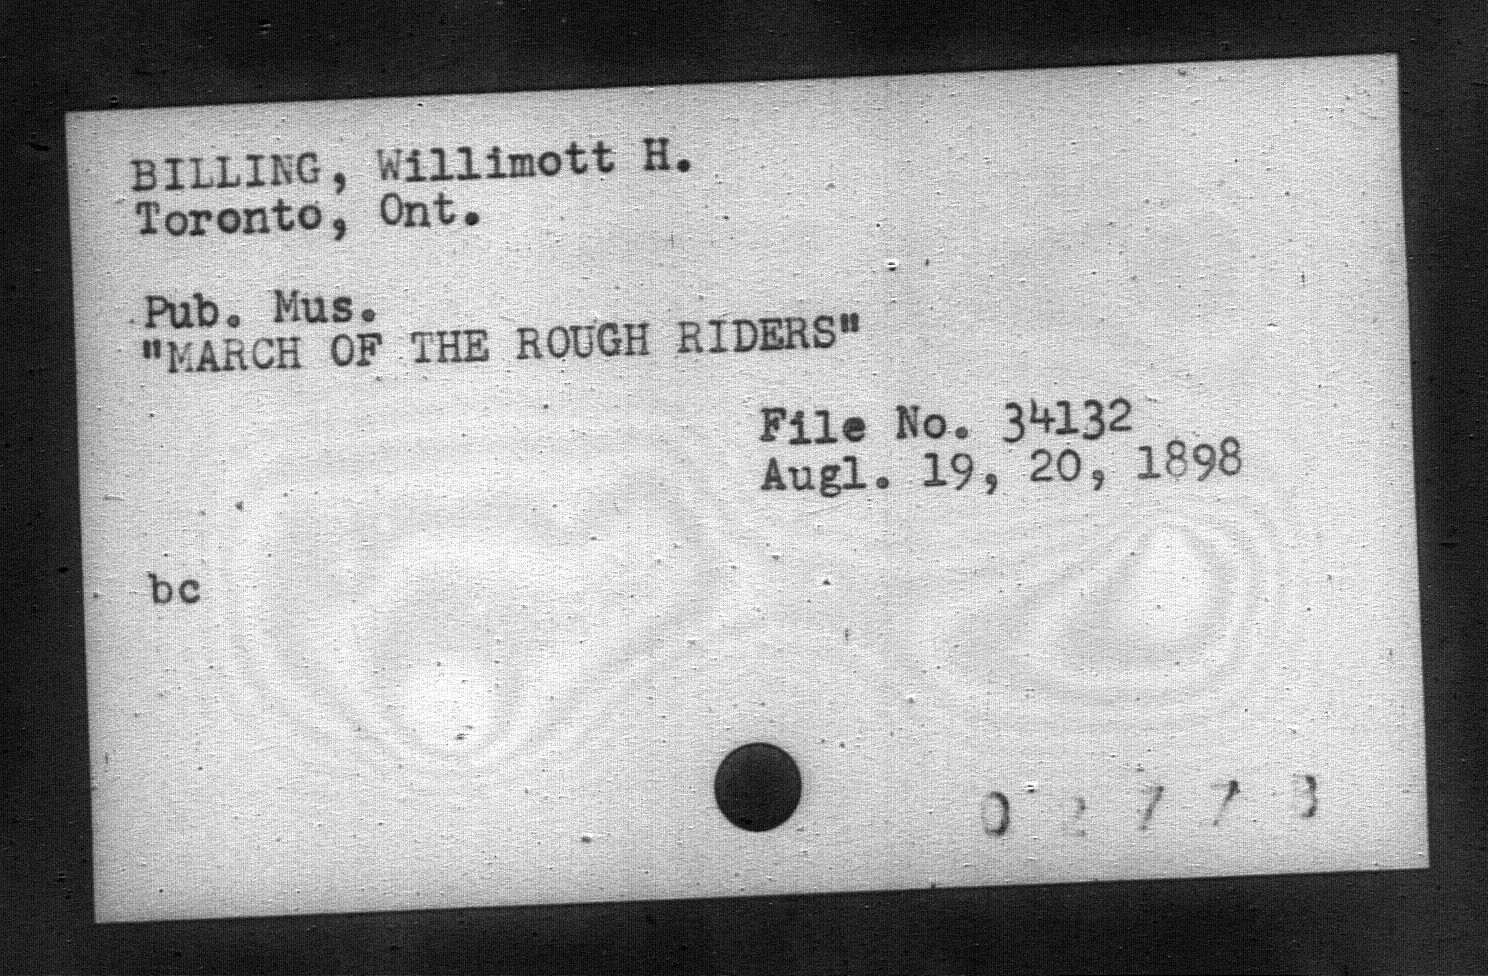 BILLING, Willimott H.
Toronto, Ont.
Pub. Mus.
"MARCH OF THE ROUGH RIDERS"
File No. 34132
Augl. 19, 20, 1898
bc